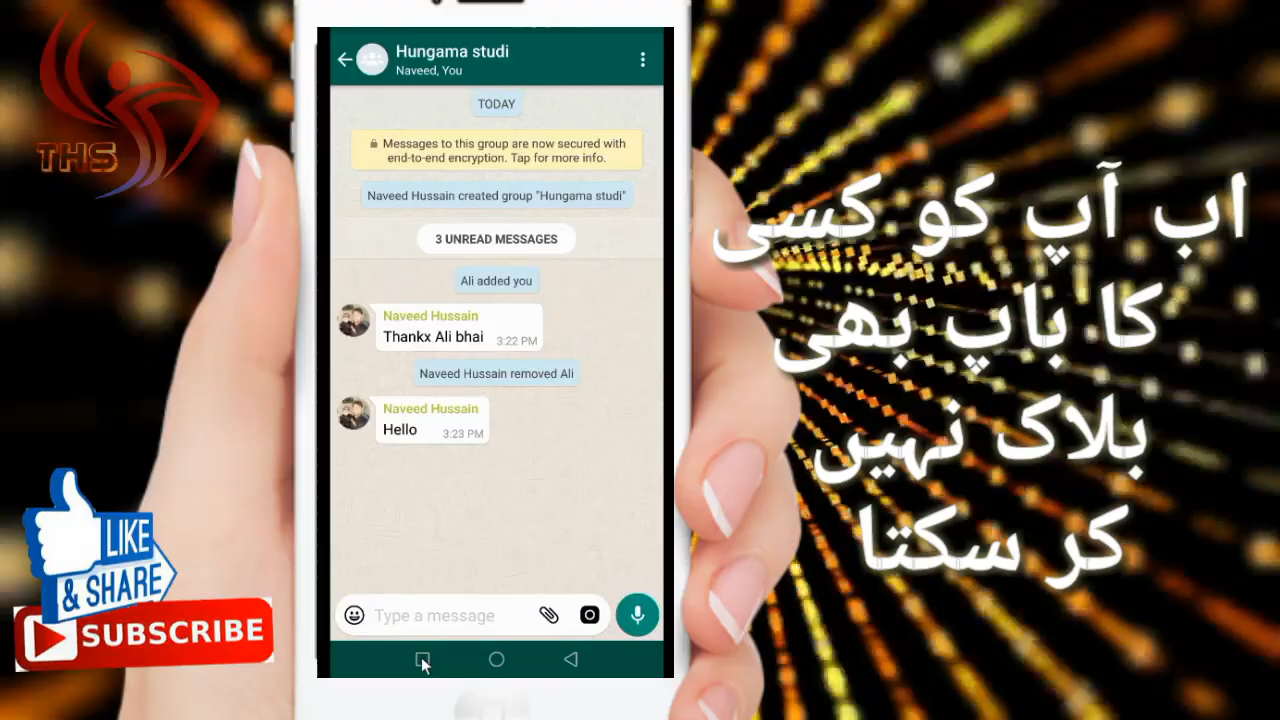 THS
Hungama studi
Naveed, You
TODAY
Messages to this group are now secured with
end-to-end encryption. Tap for more info.
Naveed Hussain created group "Hungama studi"
3 UNREAD MESSAGES
Ali added you
Naveed Hussain
Thankx Ali bhai 3:22 PM
Naveed Hussain removed Ali
Naveed Hussain
Hello 3:23 PM
Type a message
LIKE
& SHARE
SUBSCRIBE
اب آپ کو کسی
کا باپ بھی
بلاک نہیں
کر سکتا